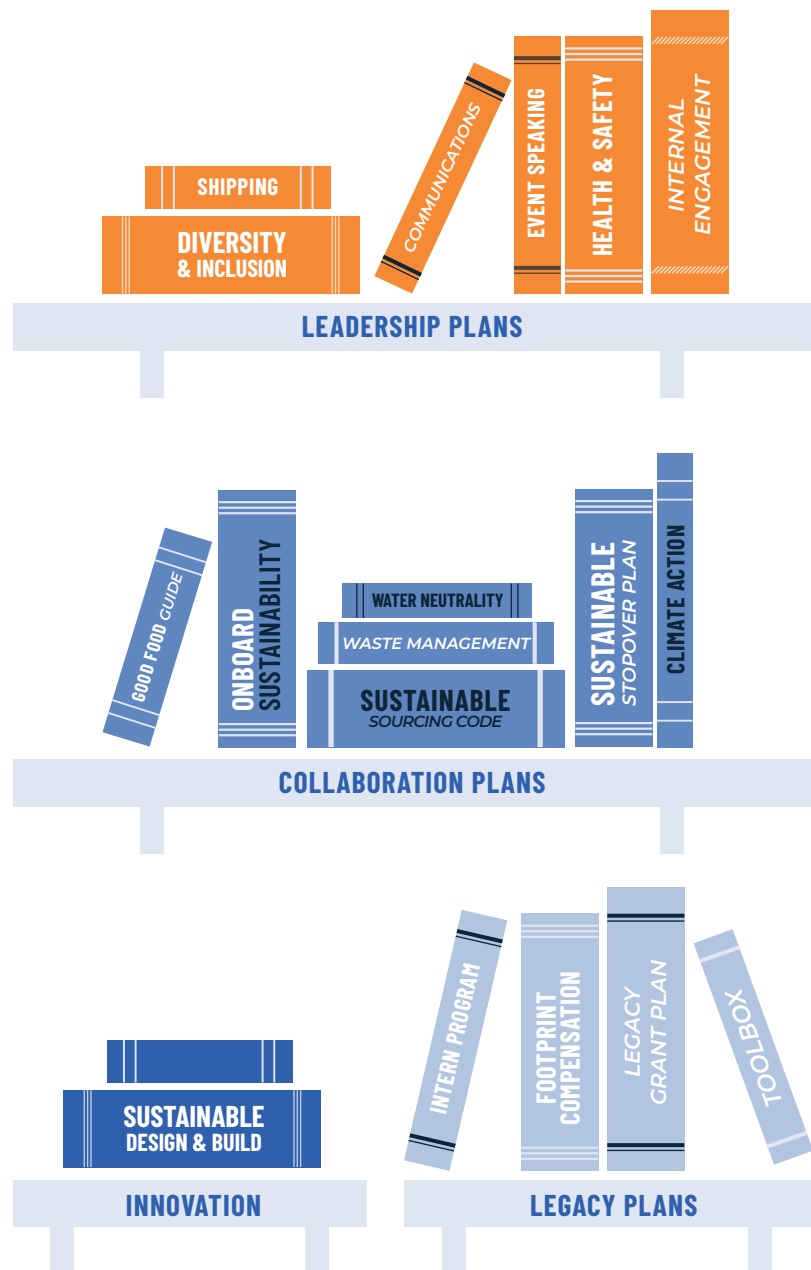 SHIPPING
DIVERSITY
& INCLUSION
COMMUNICATIONS
EVENT SPEAKING
HEALTH & SAFETY
INTERNAL
ENGAGEMENT
LEADERSHIP PLANS
GOOD FOOD GUIDE
ONBOARD
SUSTAINABILITY
WATER NEUTRALITY
WASTE MANAGEMENT
SUSTAINABLE
SOURCING CODE
SUSTAINABLE
STOPOVER PLAN
CLIMATE ACTION
COLLABORATION PLANS
SUSTAINABLE
DESIGN & BUILD
INNOVATION
INTERN PROGRAM
FOOTPRINT
COMPENSATION
LEGACY
GRANT PLAN
TOOLBOX
LEGACY PLANS